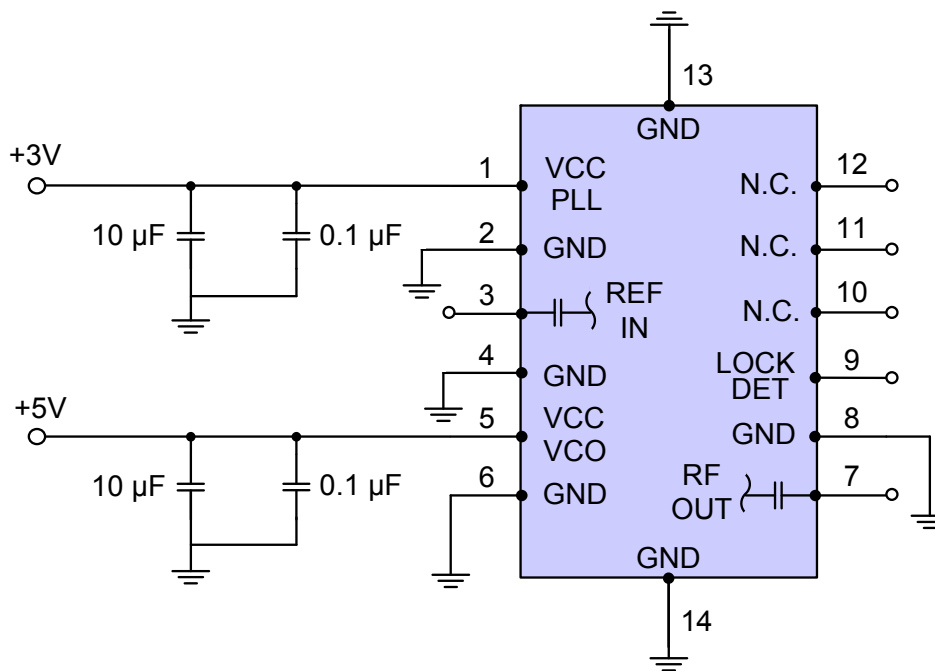 13
GND
+3V
1
VCC
PLL
12
N.C.
10 µF
0.1 µF
2
GND
11
N.C.
3
REF
IN
10
N.C.
4
GND
LOCK
DET
9
+5V
5
VCC
VCO
8
GND
10 µF
0.1 µF
6
GND
RF
OUT
7
GND
14